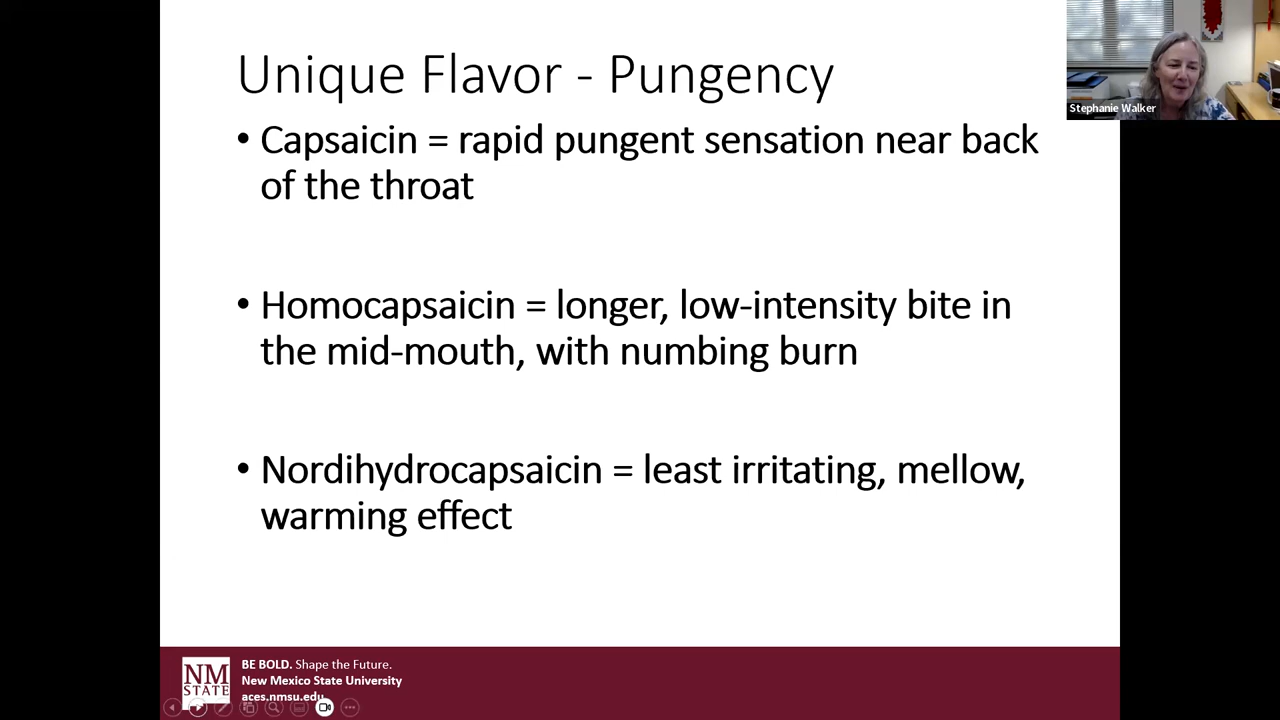 Unique Flavor - Pungency
Stephanie Walker
• Capsaicin = rapid pungent sensation near back
of the throat
• Homocapsaicin = longer, low-intensity bite in
the mid-mouth, with numbing burn
• Nordihydrocapsaicin = least irritating, mellow,
warming effect
NM
STATE
BE BOLD. Shape the Future.
New Mexico State University
aces.nmsu.edu